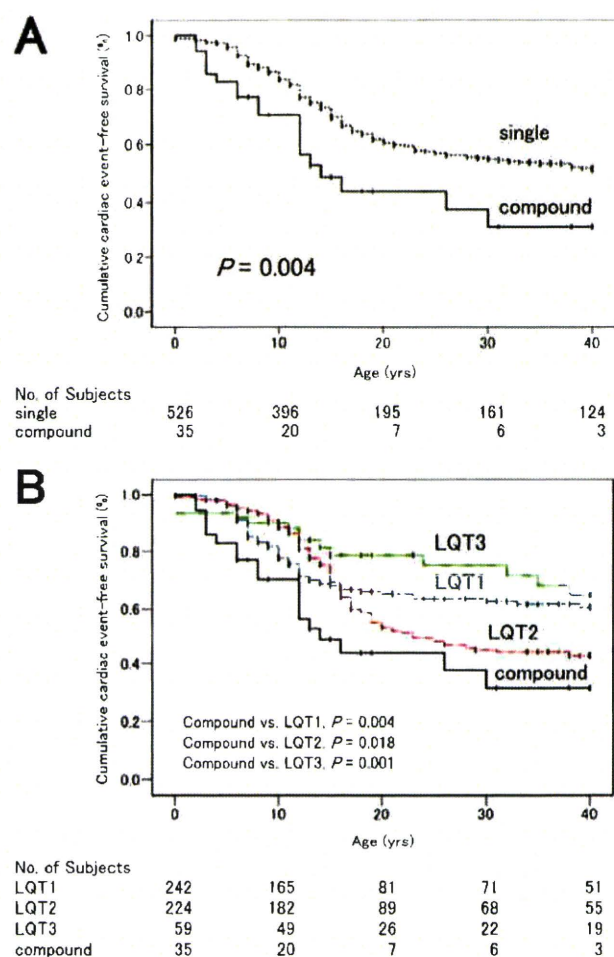 A
Cumulative cardiac event-free survival (%)
1.0
0.8
0.6
0.4
0.2
0.0
single
compound
P = 0.004
0 10 20 30 40
Age (yrs)
No. of Subjects
single 526 396 195 161 124
compound 35 20 7 6 3
B
Cumulative cardiac event-free survival (%)
1.0
0.8
0.6
0.4
0.2
0.0
LQT3
LQT1
LQT2
compound
Compound vs. LQT1, P = 0.004
Compound vs. LQT2, P = 0.018
Compound vs. LQT3, P = 0.001
0 10 20 30 40
Age (yrs)
No. of Subjects
LQT1 242 165 81 71 51
LQT2 224 182 89 68 55
LQT3 59 49 26 22 19
compound 35 20 7 6 3